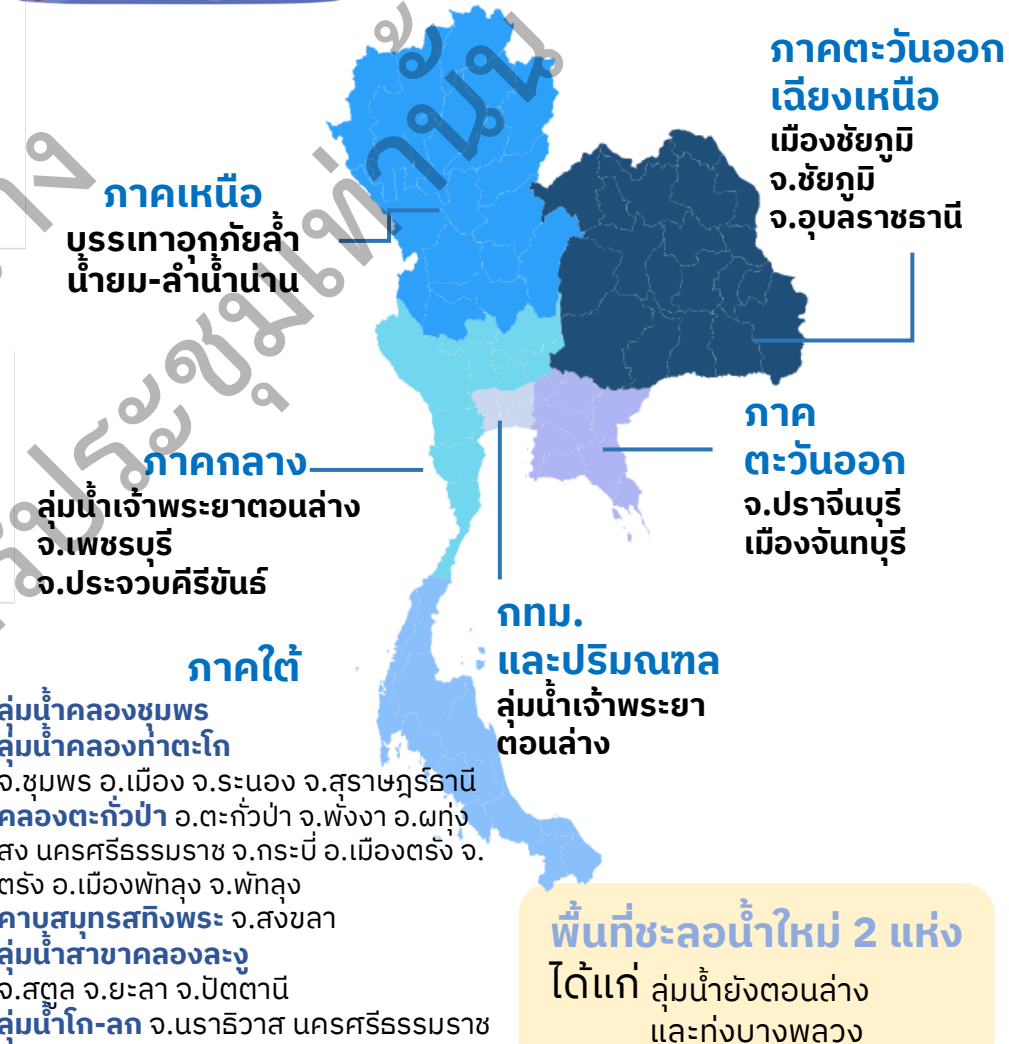 ภาคตะวันออก
เฉียงเหนือ
เมืองชัยภูมิ
จ.ชัยภูมิ
จ.อุบลราชธานี
ภาคเหนือ
บรรเทาอุกภัยลํ้า
นํ้ายม-ลำนํ้าน่าน
ภาค
ตะวันออก
จ.ปราจีนบุรี
เมืองจันทบุรี
ภาคกลาง
ลุ่มนํ้าเจ้าพระยาตอนล่าง
จ.เพชรบุรี
จ.ประจวบคีรีขันธ์
กทม.
และปริมณฑล
ลุ่มนํ้าเจ้าพระยา
ตอนล่าง
ภาคใต้
ลุ่มนํ้าคลองชุมพร
ลุ่มนํ้าคลองท่าตะโก
จ.ชุมพร อ.เมือง จ.ระนอง จ.สุราษฎร์ธานี
คลองตะกั่วป่า อ.ตะกั่วป่า จ.พังงา อ.ผทุ่ง
สง นครศรีธรรมราช จ.กระบี่ อ.เมืองตรัง จ.
ตรัง อ.เมืองพัทลุง จ.พัทลุง
คาบสมุทรสทิงพระ จ.สงขลา
ลุ่มนํ้าสาขาคลองละงู
จ.สตูล จ.ยะลา จ.ปัตตานี
ลุ่มนํ้าโก-ลก จ.นราธิวาส นครศรีธรรมราช
พื้นที่ชะลอนํ้าใหม่ 2 แห่ง
ได้แก่ ลุ่มนํ้ายังตอนล่าง
และทุ่งบางพลวง